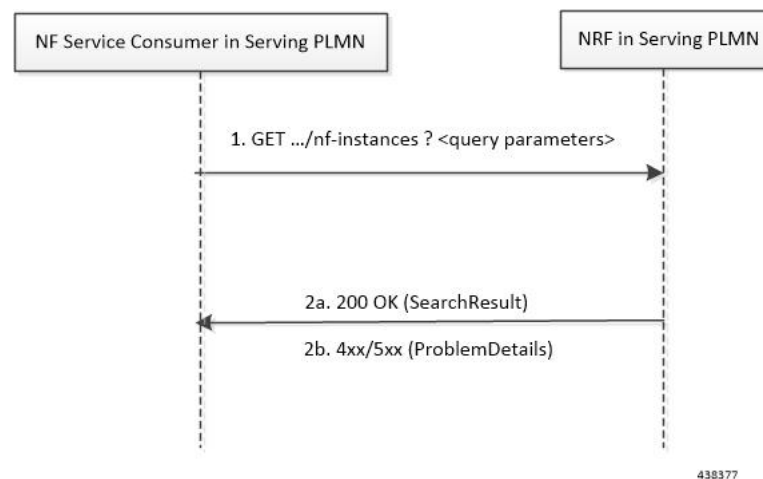 NF Service Consumer in Serving PLMN
NRF in Serving PLMN
1. GET .../nf-instances ? <query parameters>
2a. 200 OK (SearchResult)
2b. 4xx/5xx (ProblemDetails)
438377